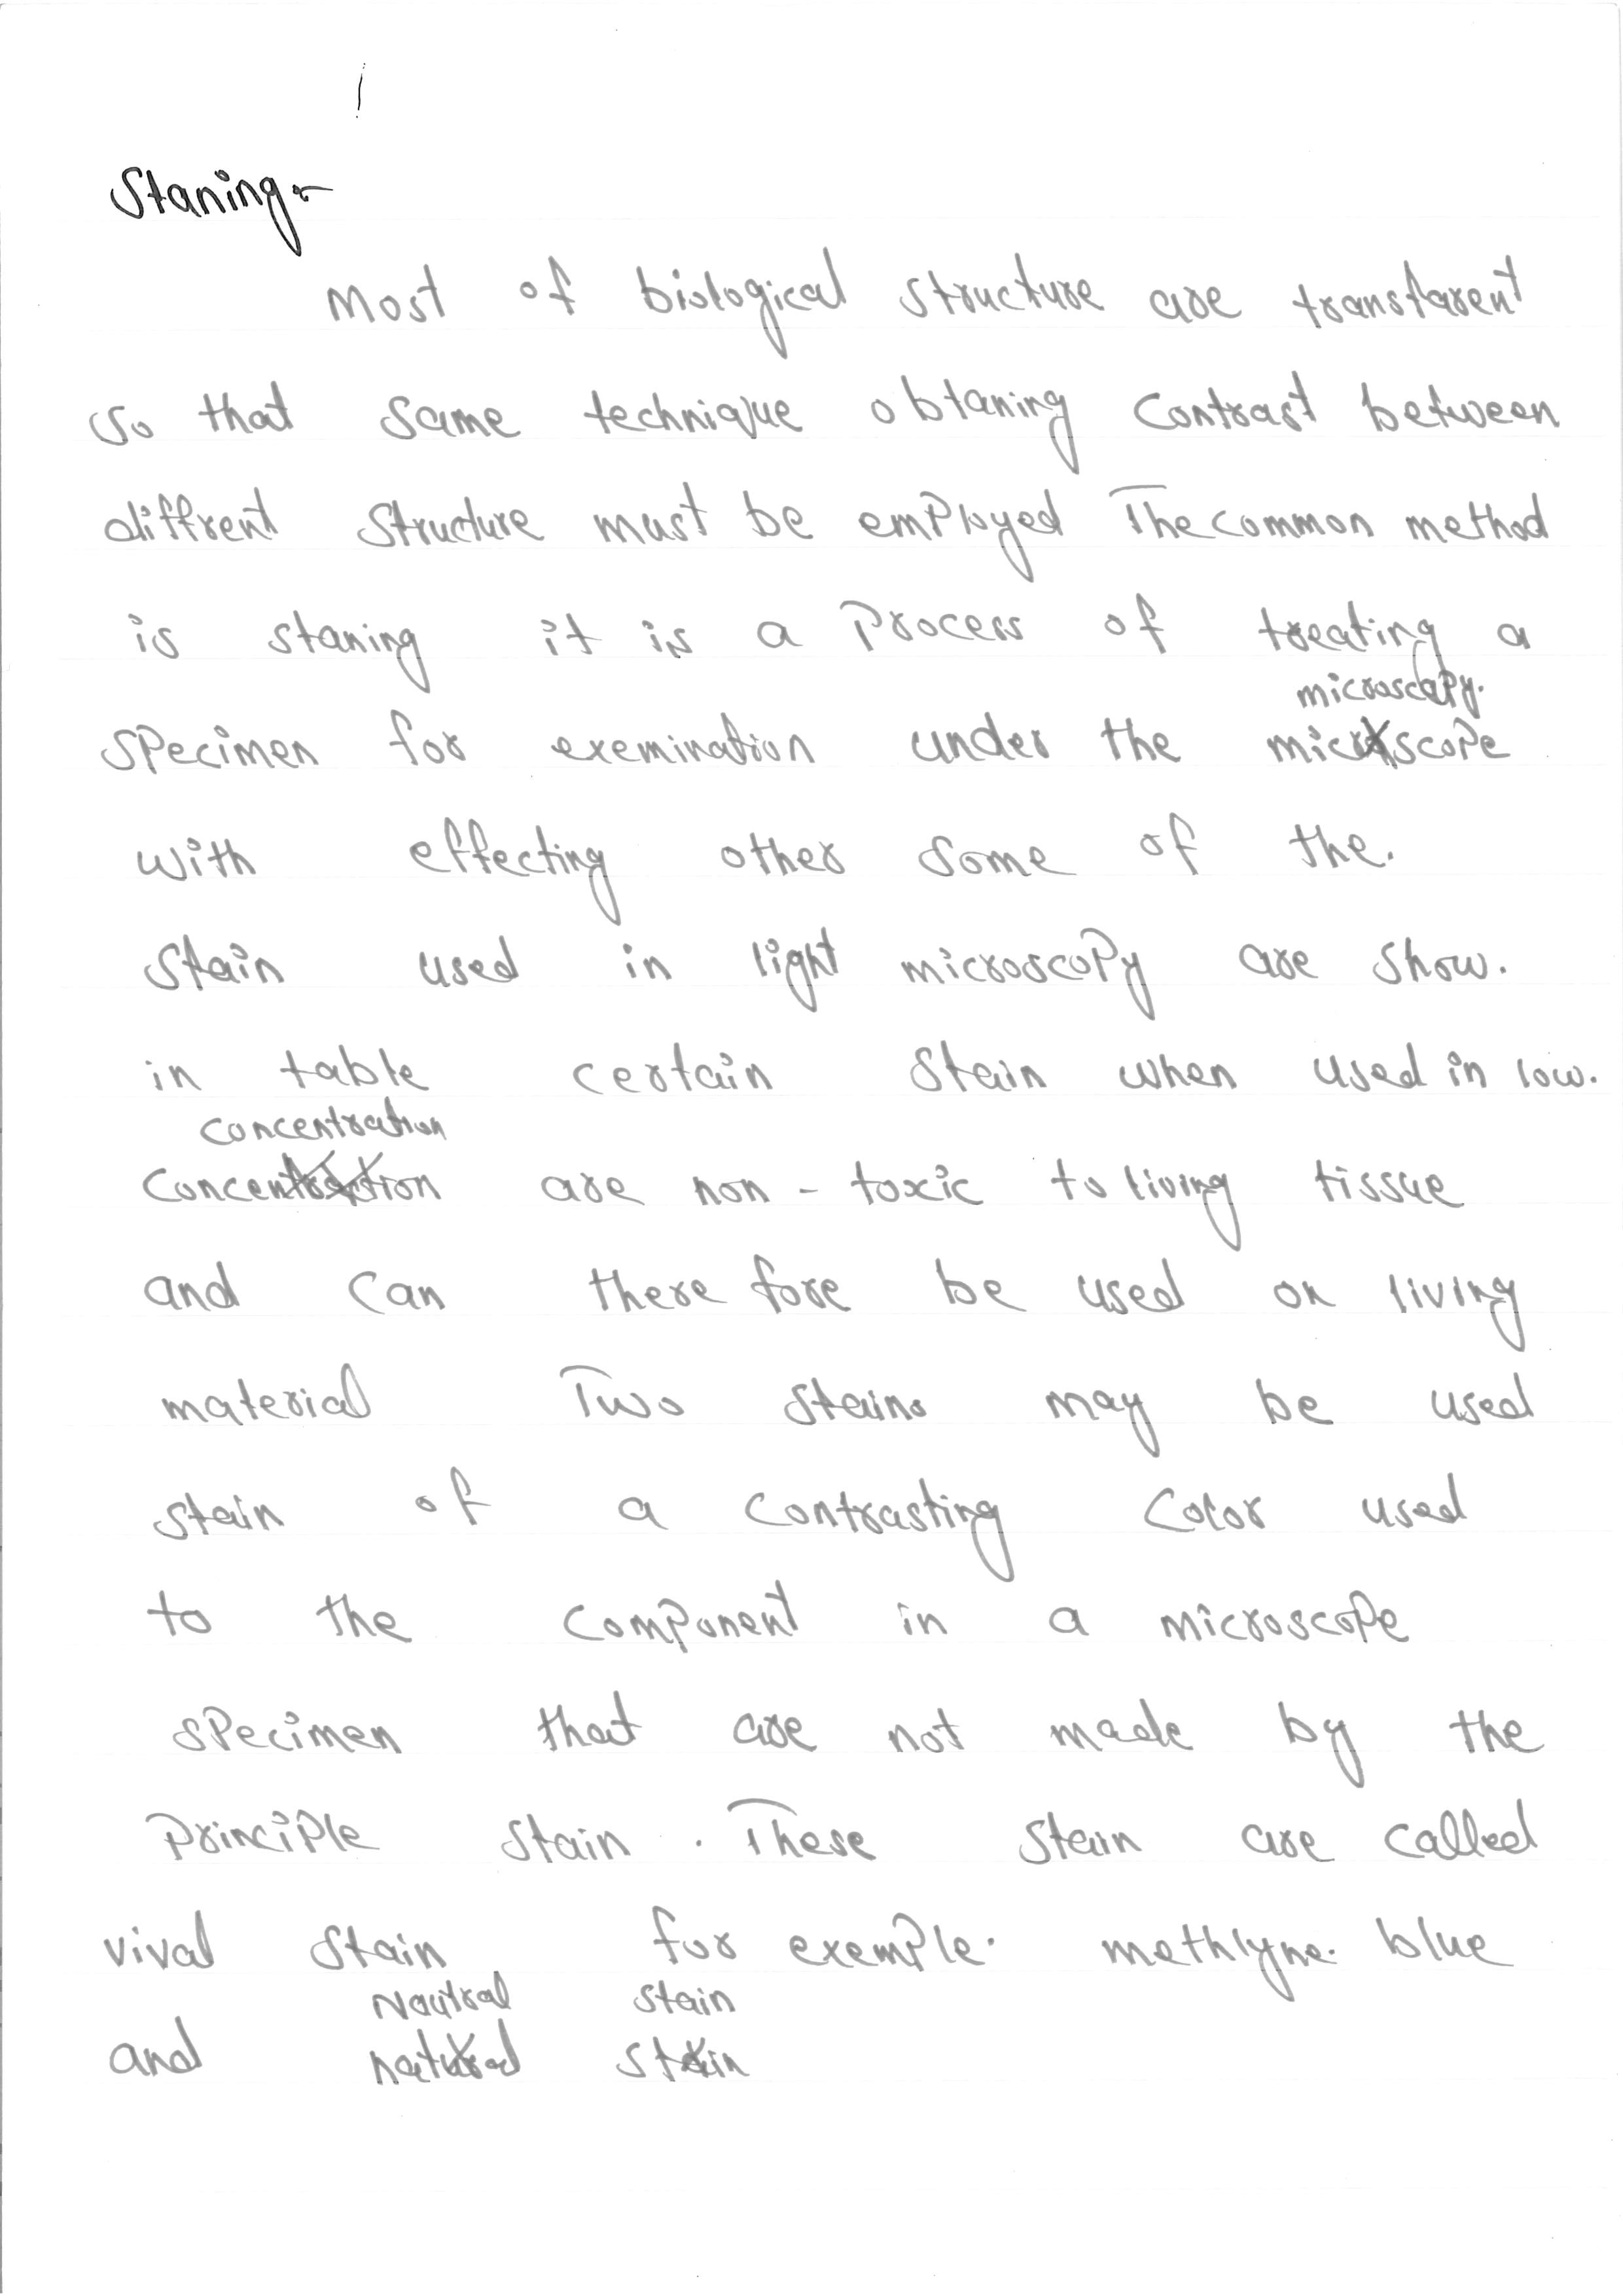 Staning:-
Most of biological structure are transfarent
so that same technique obtaning contrast between
diffrent structure must be employed The common method
is staning it is a process of treating a
microscapy.
specimen for exemination under the micxscope
with effecting other some of the.
stain used in light microscopy are show.
in table certain stain when used in low.
concentration
concentration are non - toxic to living tissue
and can there fore be used on living
material Two stains may be used
stain of a contrasting color used
to the component in a microscope
specimen that are not made by the
principle stain . These stain are called
vival stain for exemple. methlyne. blue
Nautral stain
and natural stain